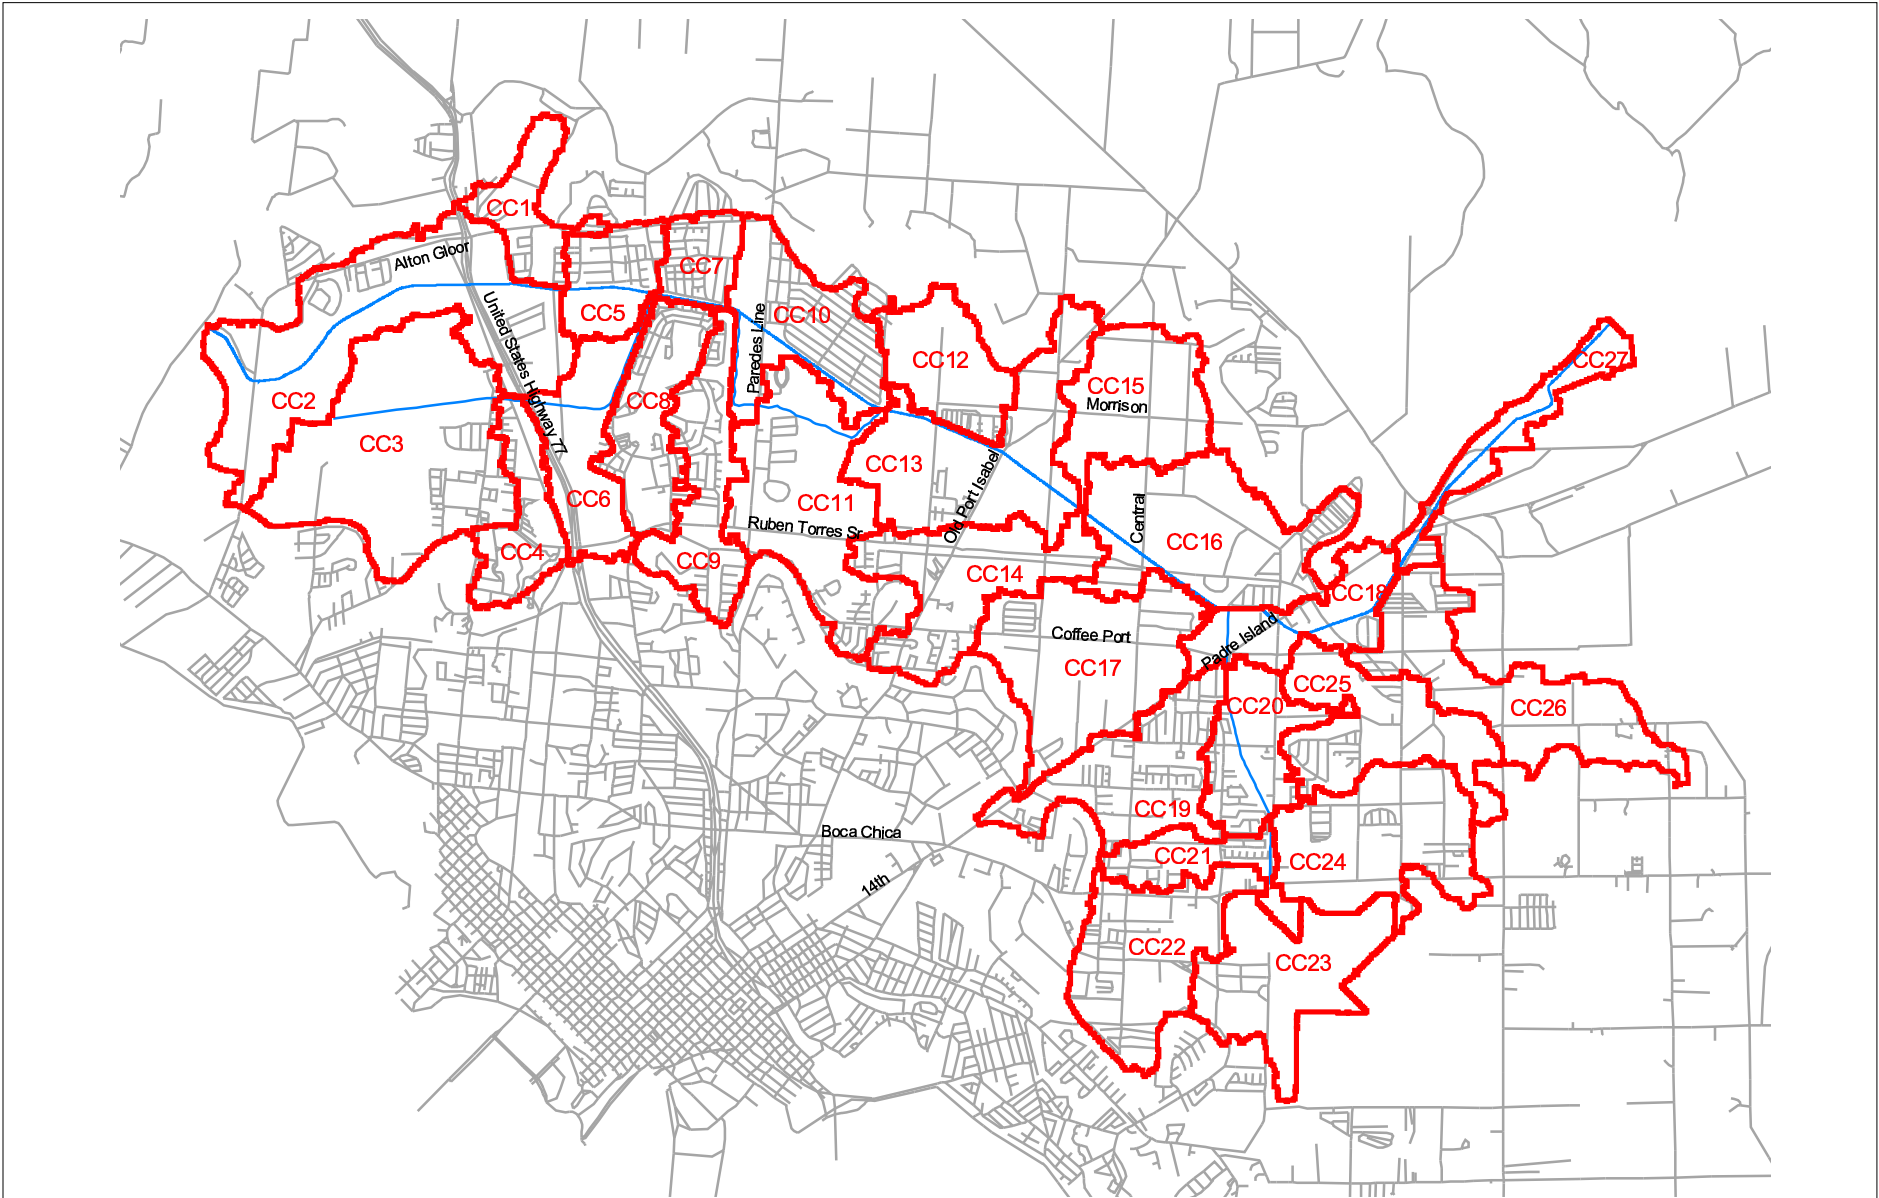 CC1
Alton Gloor
CC7
CC5
CC10
Paredes Line
United States Highway 77
CC12
CC27
CC15
Morrison
CC2
CC8
CC3
CC13
CC6
CC11
Old Port Isabel
Central
Ruben Torres Sr
CC16
CC4
CC9
CC14
CC18
Coffee Port
Padre Island
CC17
CC25
CC20
CC26
CC19
Boca Chica
CC21
CC24
14th
CC22
CC23